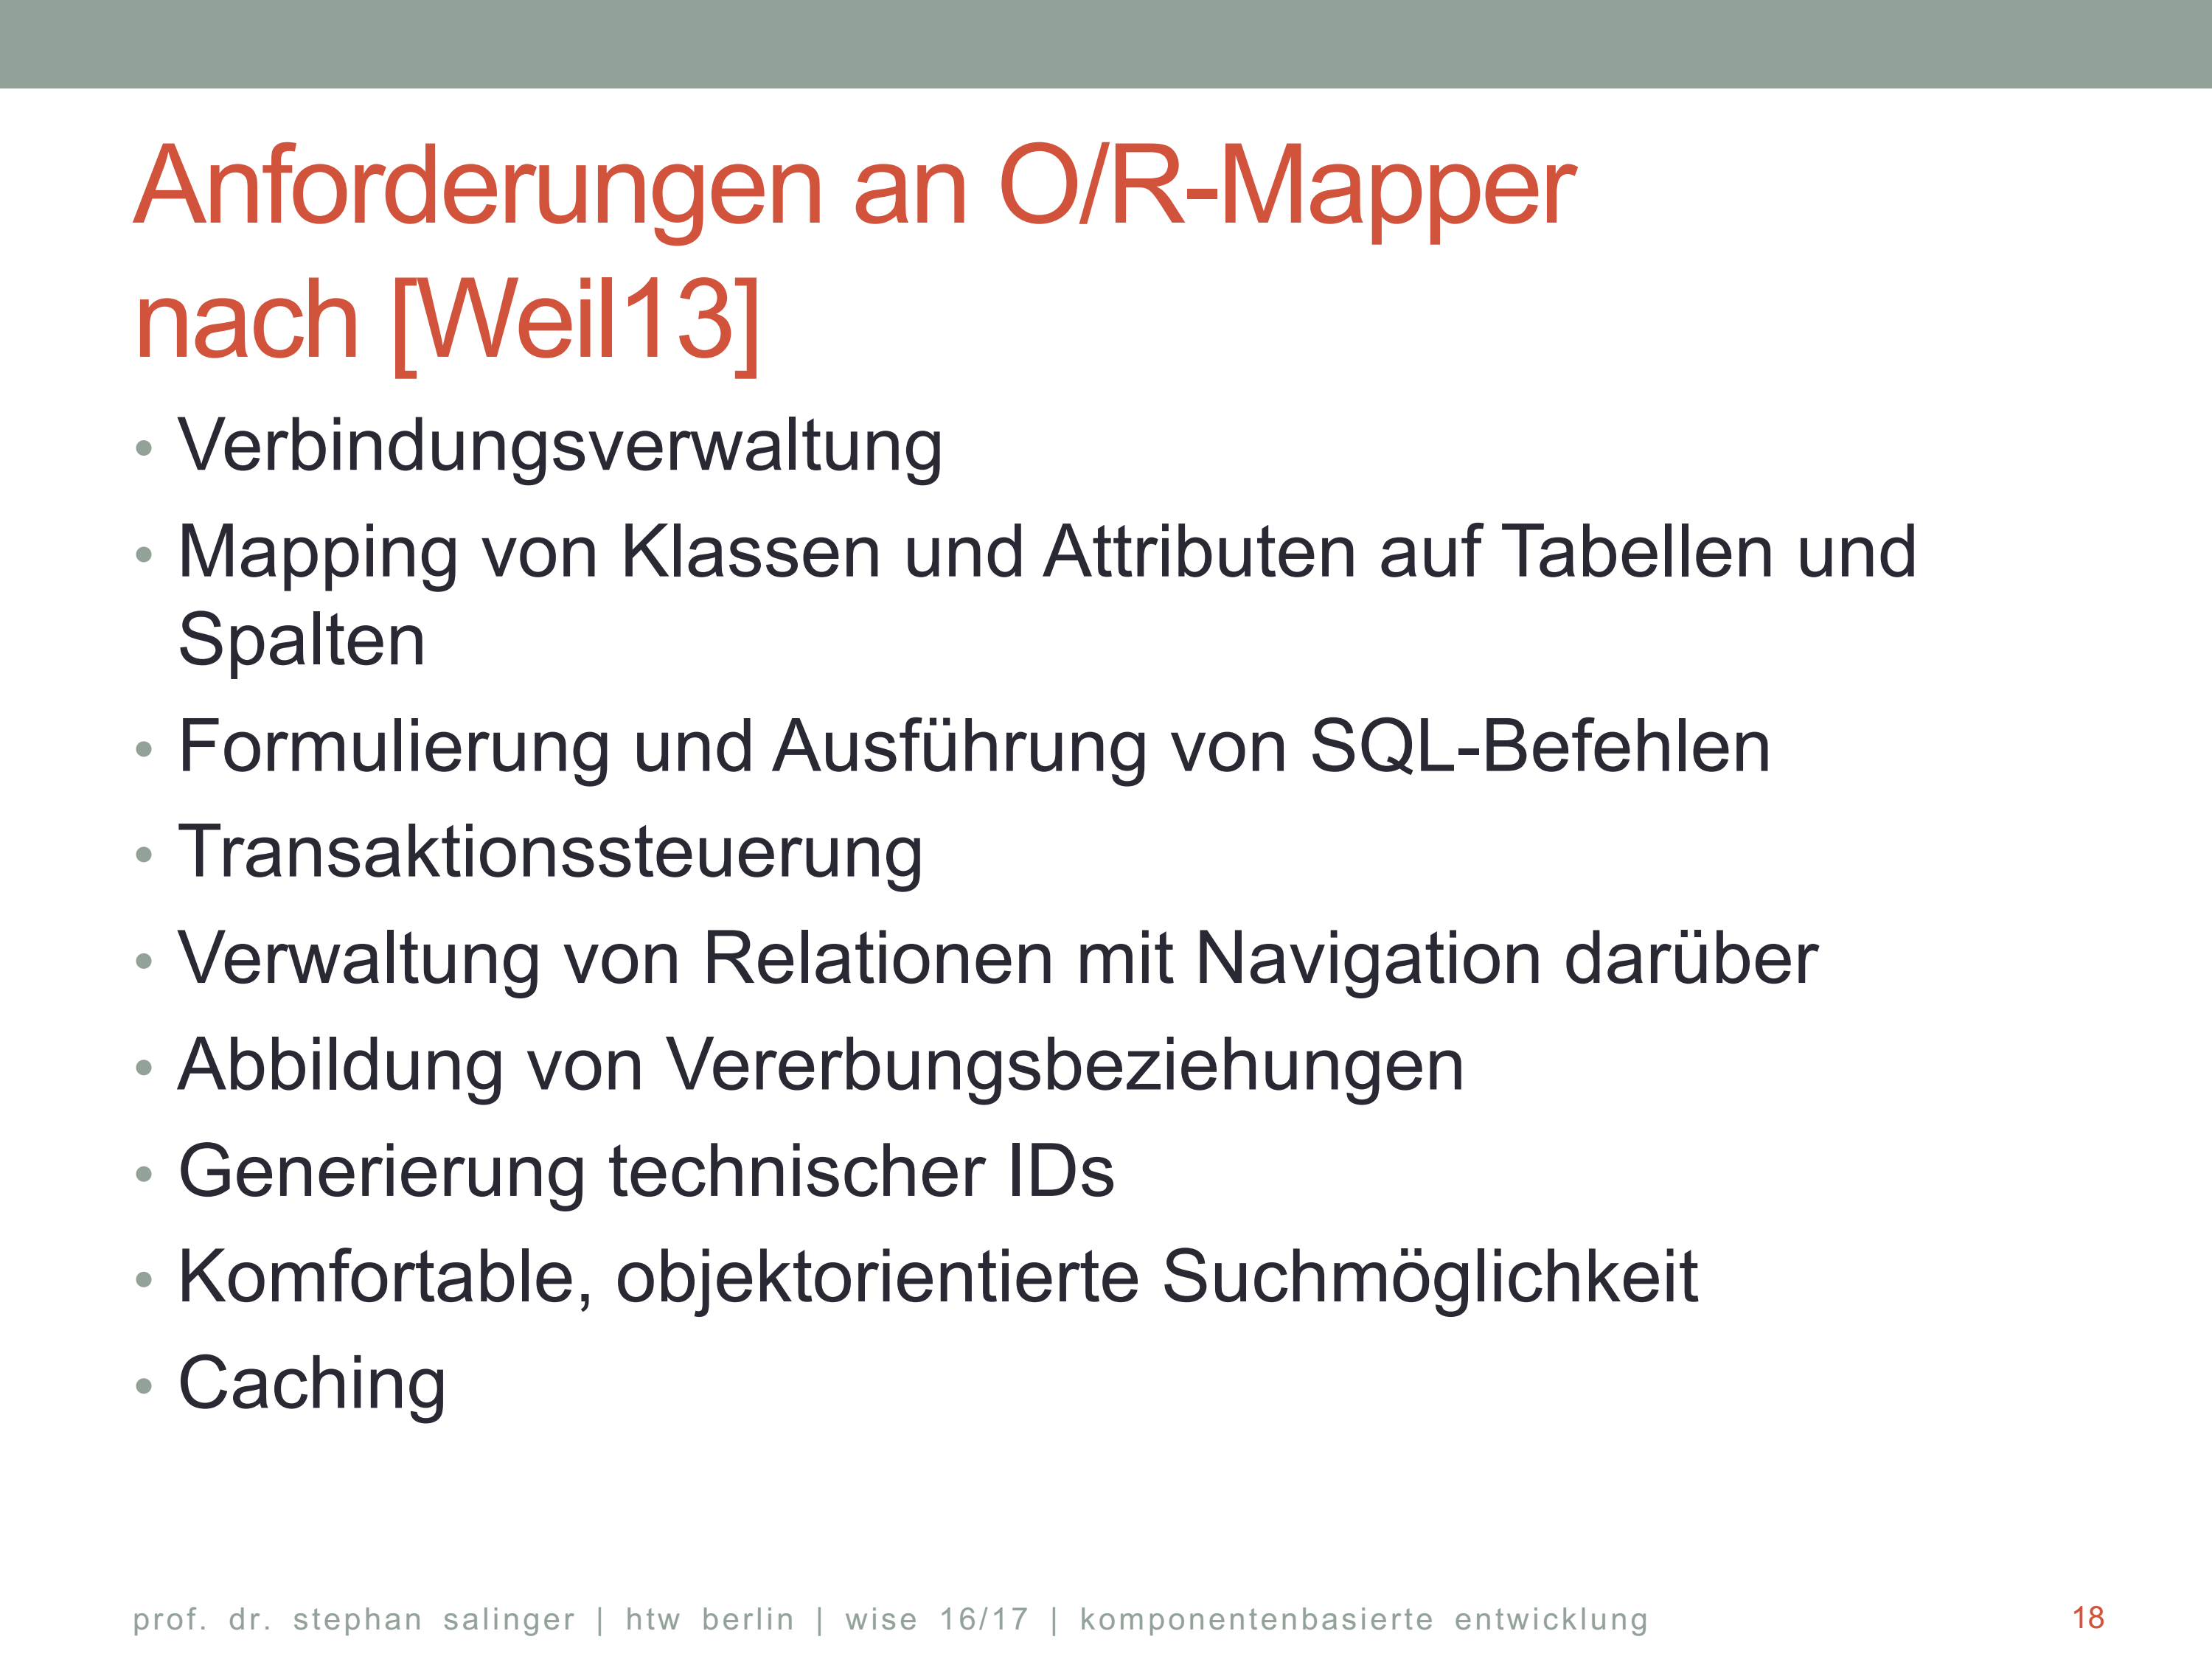 Anforderungen an O/R-Mapper
nach [Weil13]
• Verbindungsverwaltung
• Mapping von Klassen und Attributen auf Tabellen und
Spalten
• Formulierung und Ausführung von SQL-Befehlen
• Transaktionssteuerung
• Verwaltung von Relationen mit Navigation darüber
• Abbildung von Vererbungsbeziehungen
• Generierung technischer IDs
• Komfortable, objektorientierte Suchmöglichkeit
• Caching
prof. dr. stephan salinger | htw berlin | wise 16/17 | komponentenbasierte entwicklung
18